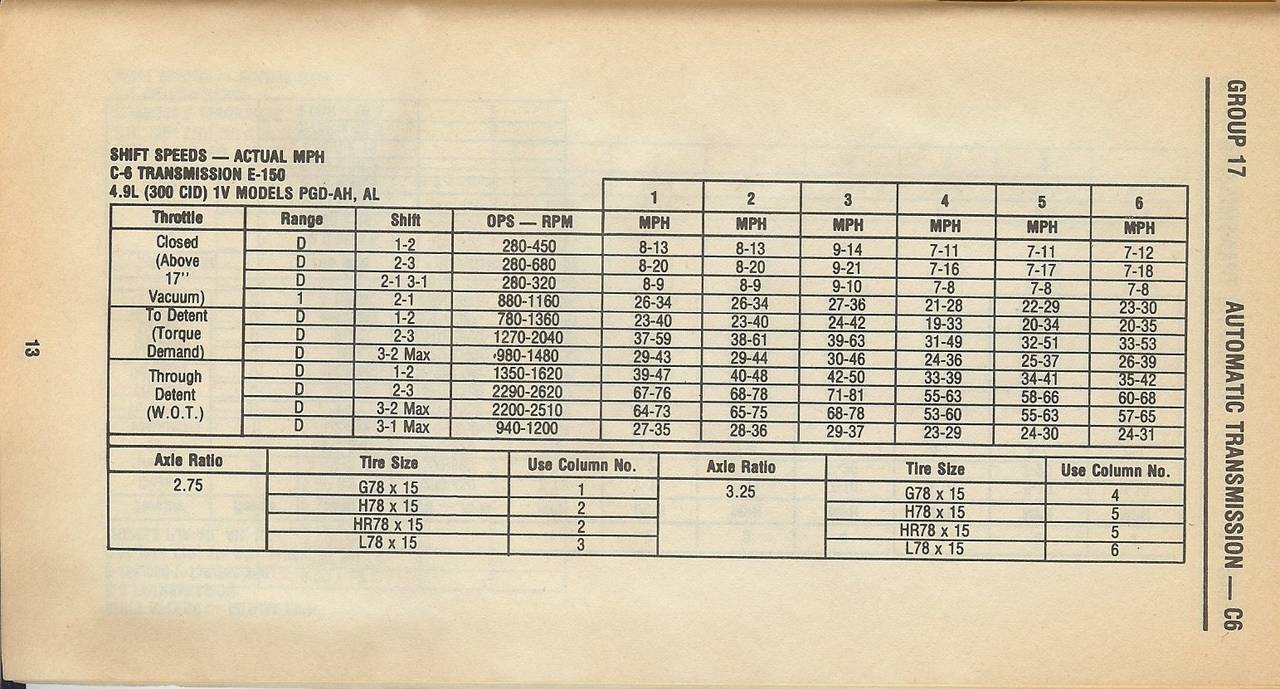 GROUP 17 AUTOMATIC TRANSMISSION — C6
SHIFT SPEEDS — ACTUAL MPH
C-6 TRANSMISSION E-150
4.9L (300 CID) 1V MODELS PGD-AH, AL
1 2 3 4 5 6
Throttle Range Shift OPS — RPM MPH MPH MPH MPH MPH MPH
Closed (Above 17" Vacuum) D 1-2 280-450 8-13 8-13 9-14 7-11 7-11 7-12
D 2-3 280-680 8-20 8-20 9-21 7-16 7-17 7-18
D 2-1 3-1 280-320 8-9 8-9 9-10 7-8 7-8 7-8
1 2-1 880-1160 26-34 26-34 27-36 21-28 22-29 23-30
To Detent (Torque Demand) D 1-2 780-1360 23-40 23-40 24-42 19-33 20-34 20-35
D 2-3 1270-2040 37-59 38-61 39-63 31-49 32-51 33-53
D 3-2 Max 980-1480 29-43 29-44 30-46 24-36 25-37 26-39
Through Detent (W.O.T.) D 1-2 1350-1620 39-47 40-48 42-50 33-39 34-41 35-42
D 2-3 2290-2620 67-76 68-78 71-81 55-63 58-66 60-68
D 3-2 Max 2200-2510 64-73 65-75 68-78 53-60 55-63 57-65
D 3-1 Max 940-1200 27-35 28-36 29-37 23-29 24-30 24-31
Axle Ratio Tire Size Use Column No. Axle Ratio Tire Size Use Column No.
2.75 G78 x 15 1 3.25 G78 x 15 4
H78 x 15 2 H78 x 15 5
HR78 x 15 2 HR78 x 15 5
L78 x 15 3 L78 x 15 6
13